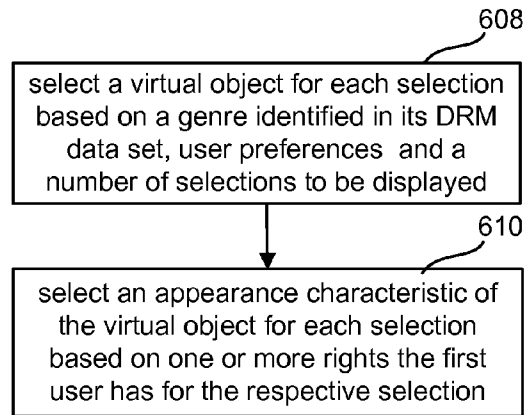 608
select a virtual object for each selection
based on a genre identified in its DRM
data set, user preferences and a
number of selections to be displayed
610
select an appearance characteristic of
the virtual object for each selection
based on one or more rights the first
user has for the respective selection